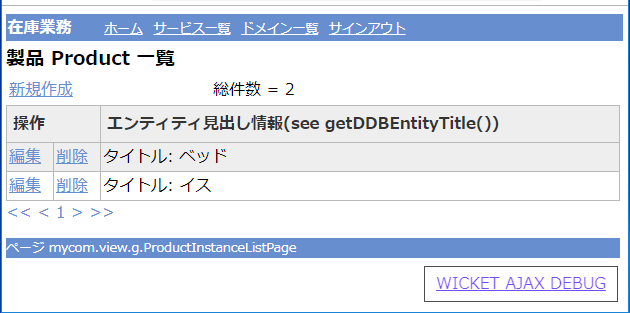 在庫業務 ホーム サービス一覧 ドメイン一覧 サインアウト
製品 Product 一覧
新規作成 総件数 = 2
操作 エンティティ見出し情報(see getDDBEntityTitle())
編集 削除 タイトル: ベッド
編集 削除 タイトル: イス
<< < 1 > >>
ページ mycom.view.g.ProductInstanceListPage
WICKET AJAX DEBUG